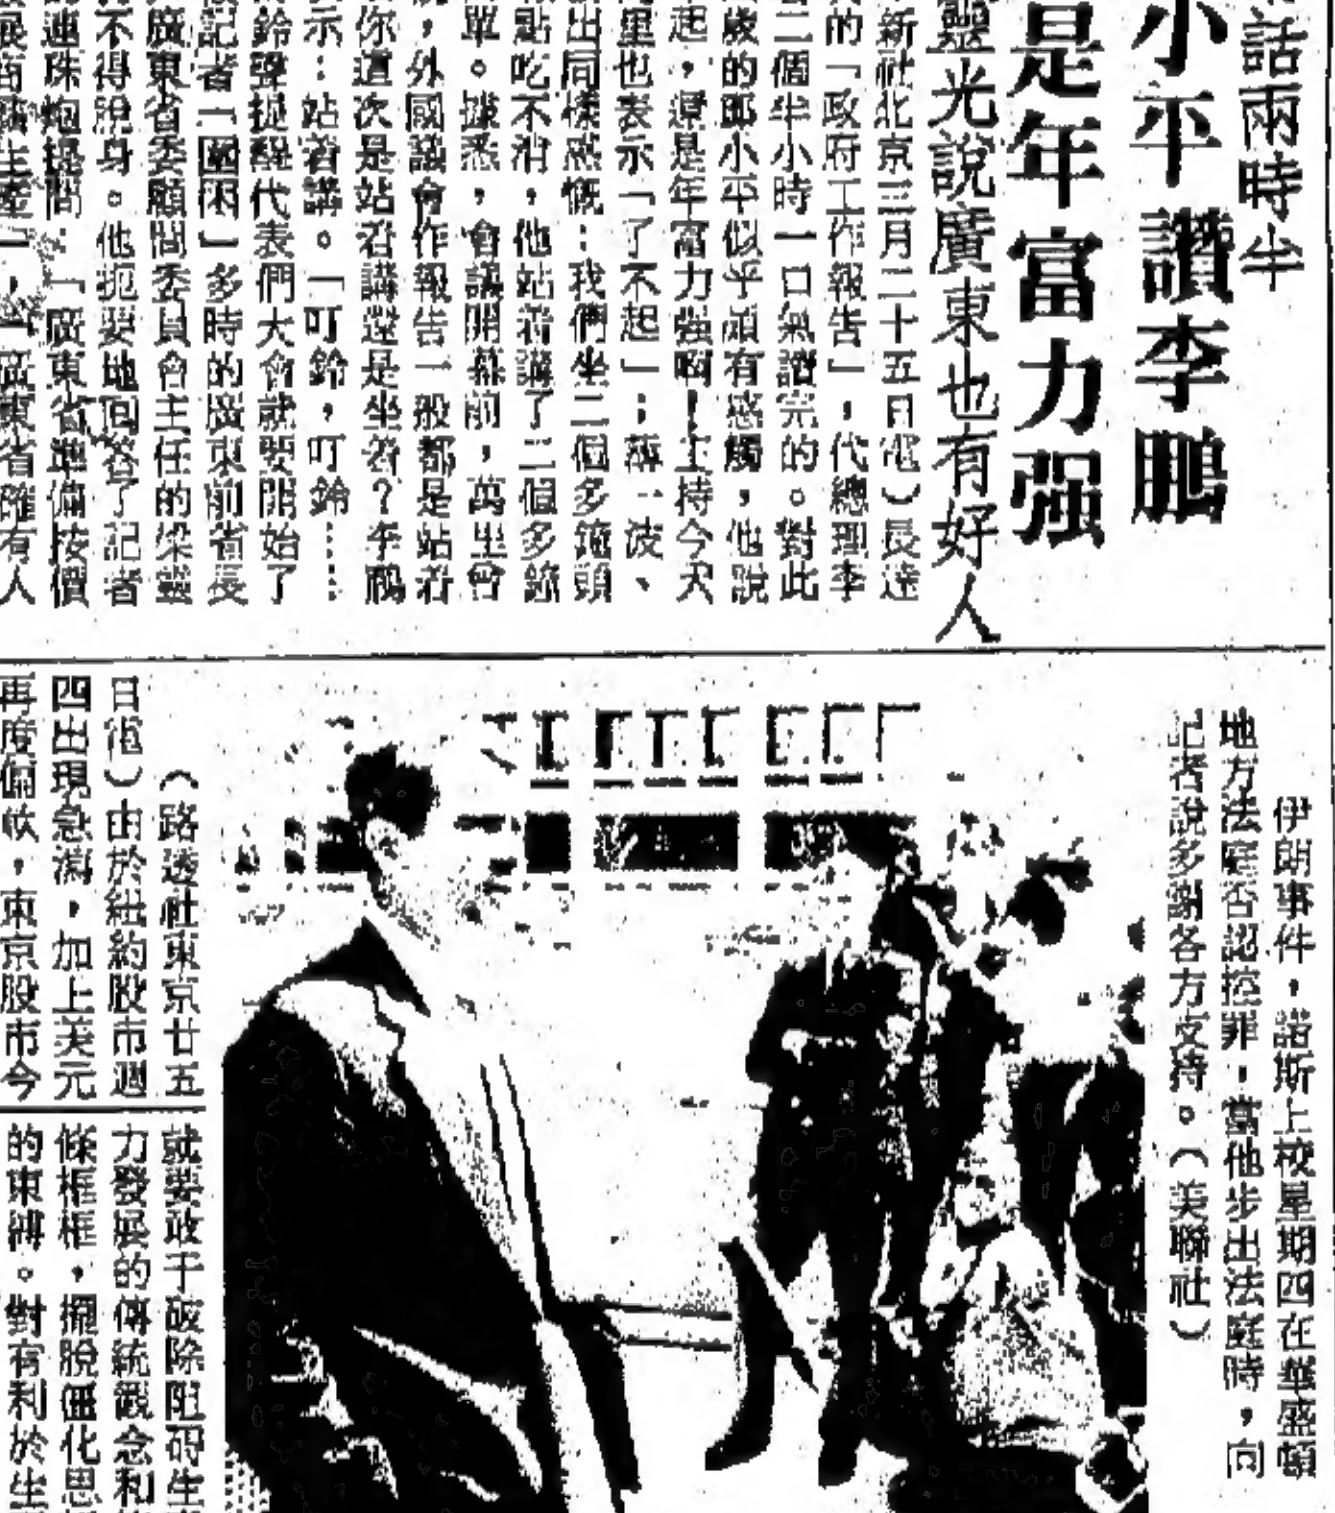 話兩時半
小平讚李鵬
是年富力强
靈光說廣東也有好人
新社北京三月二十五日電）長達
的「政府工作報告」，代總理李
二個半小時一口氣讀完的。對此
歲的鄧小平似乎頗有感觸，他說
起，還是年富力强啊！主持今天
里也表示「了不起」；薄一波、
出同樣感慨：我們坐二個多鐘頭
點吃不消，他站着講了二個多鐘
單。據悉，會議開幕前，萬里曾
，外國議會作報告一般都是站着
你這次是站着講還是坐着？李鵬
示：站着講。「叮鈴，叮鈴……
鈴聲提醒代表們大會就要開始了
記者「圍困」多時的廣東前省長
廣東省委顧問委員會主任的梁靈
不得脫身。他扼要地回答了記者
連珠炮提問：「廣東省準備按價
展商品生產」，「廣東省確有人
伊朗事件，諾斯上校星期四在華盛頓
地方法庭否認控罪，當他步出法庭時，向
記者說多謝各方支持。（美聯社）
（路透社東京廿五
日電）由於紐約股市週
四出現急瀉，加上美元
再度偏軟，東京股市今
就要敢于破除阻碍生
力發展的傳統觀念和
條框框，擺脫僵化思
的束縛。對有利於生